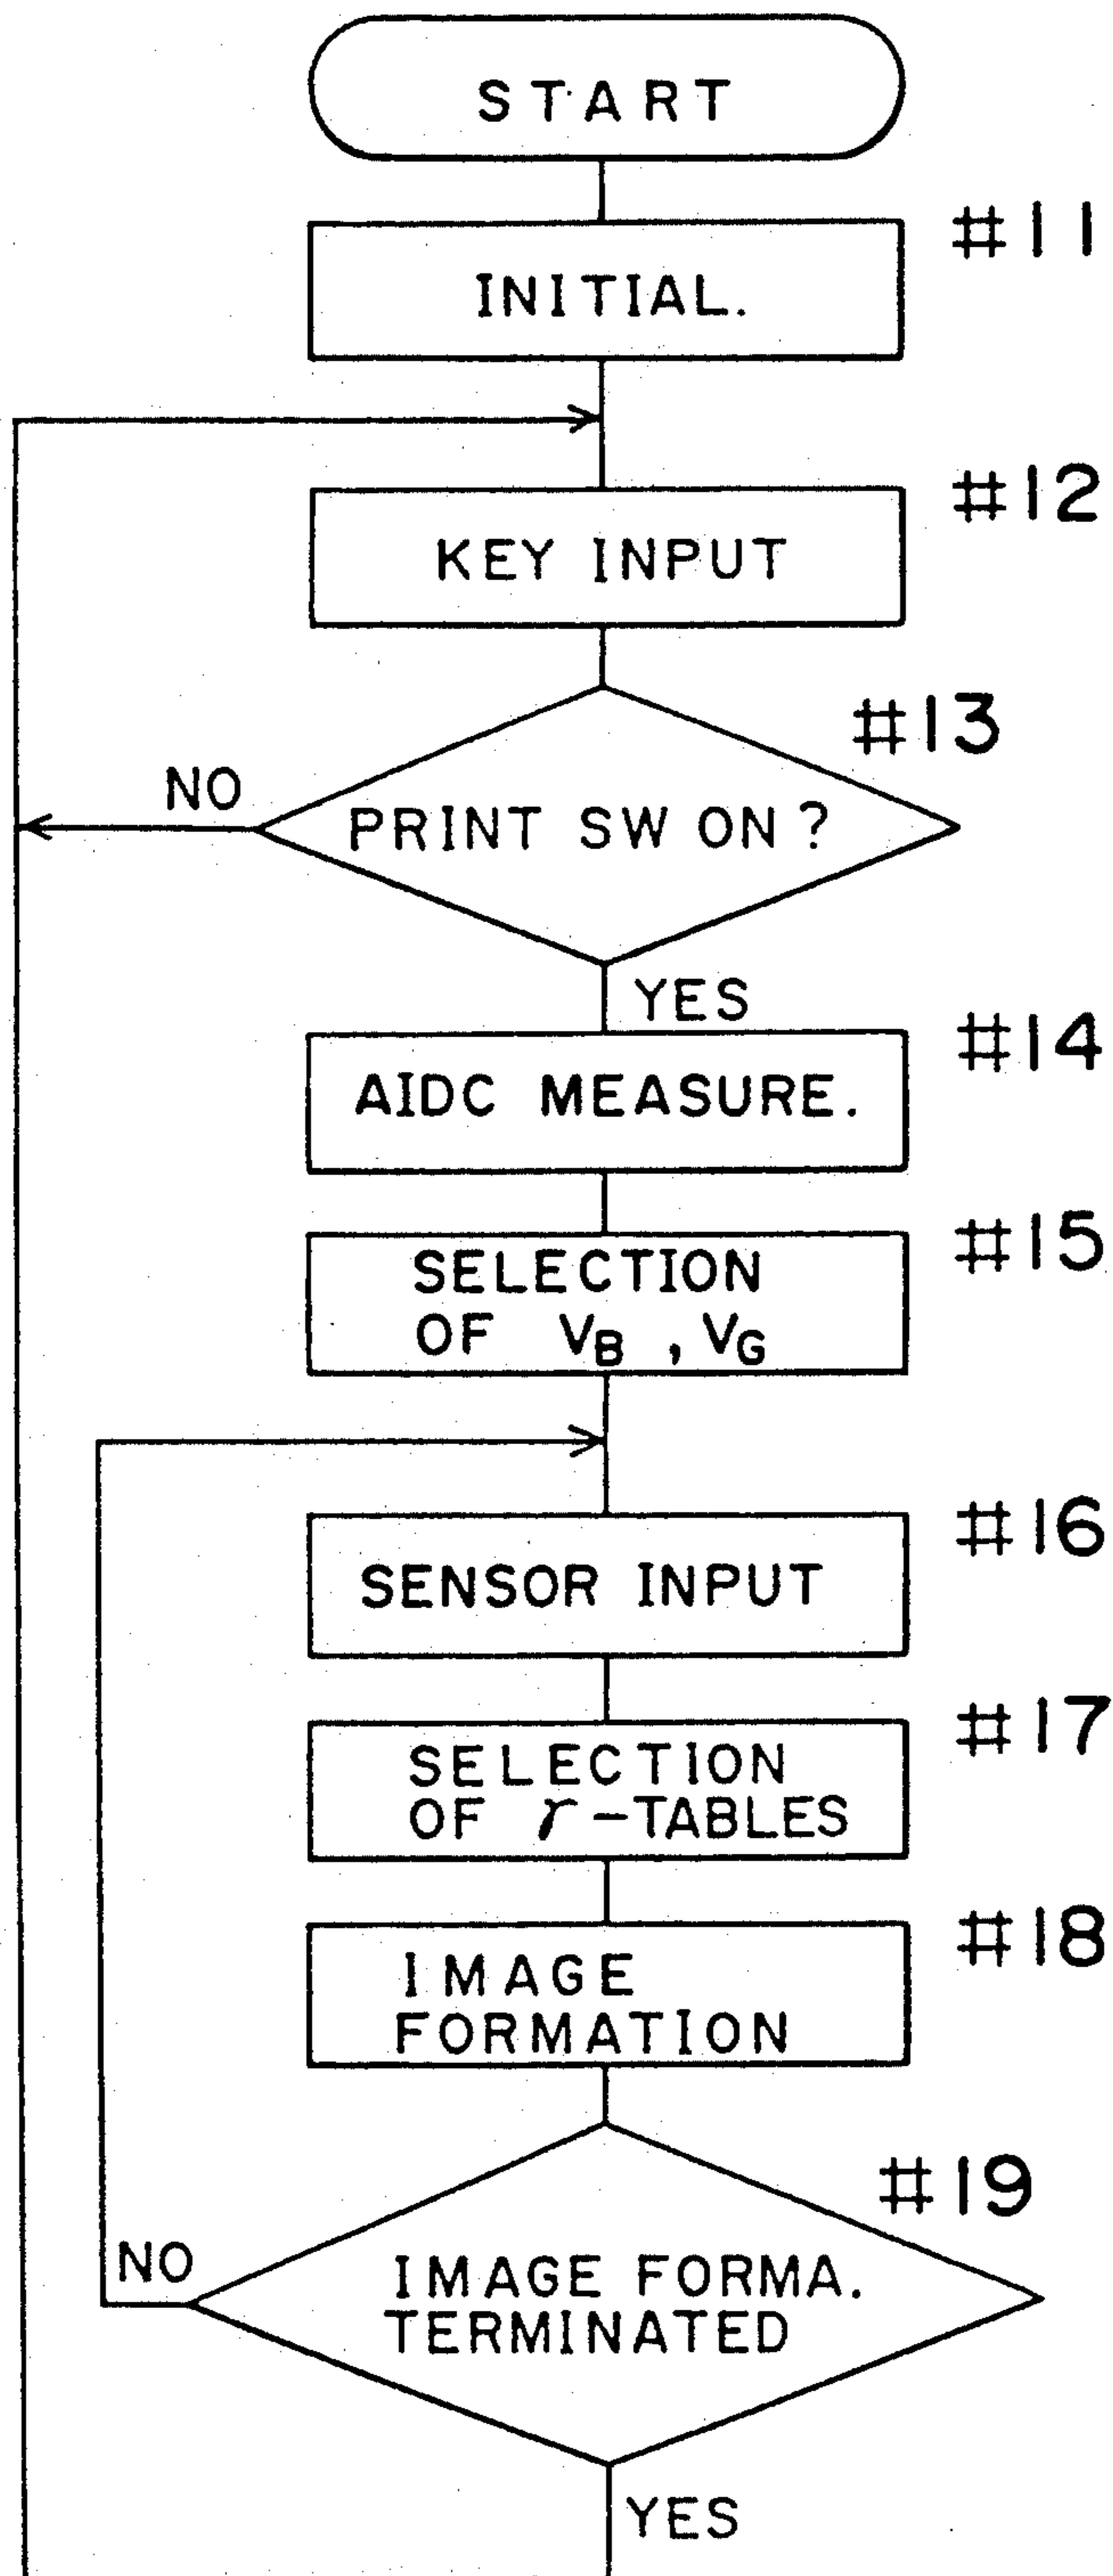 START
#11
INITIAL.
#12
KEY INPUT
#13
NO
PRINT SW ON?
YES
#14
AIDC MEASURE.
#15
SELECTION
OF VB, VG
#16
SENSOR INPUT
#17
SELECTION
OF γ-TABLES
#18
IMAGE
FORMATION
#19
NO
IMAGE FORMA.
TERMINATED
YES